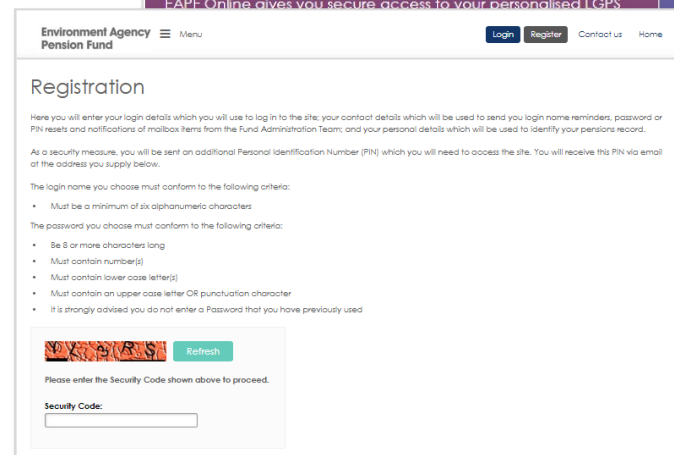 EAPF Online gives you secure access to your personalised LGPS
Environment Agency
Pension Fund
Menu
Login Register Contact us Home
Registration
Here you will enter your login details which you will use to log in to the site; your contact details which will be used to send you login name reminders, password or
PIN resets and notifications of mailbox items from the Fund Administration Team; and your personal details which will be used to identify your pensions record.
As a security measure, you will be sent an additional Personal Identification Number (PIN) which you will need to access the site. You will receive this PIN via email
at the address you supply below.
The login name you choose must conform to the following criteria:
• Must be a minimum of six alphanumeric characters
The password you choose must conform to the following criteria:
• Be 8 or more characters long
• Must contain number(s)
• Must contain lower case letter(s)
• Must contain an upper case letter OR punctuation character
• It is strongly advised you do not enter a Password that you have previously used
Refresh
Please enter the Security Code shown above to proceed.
Security Code: